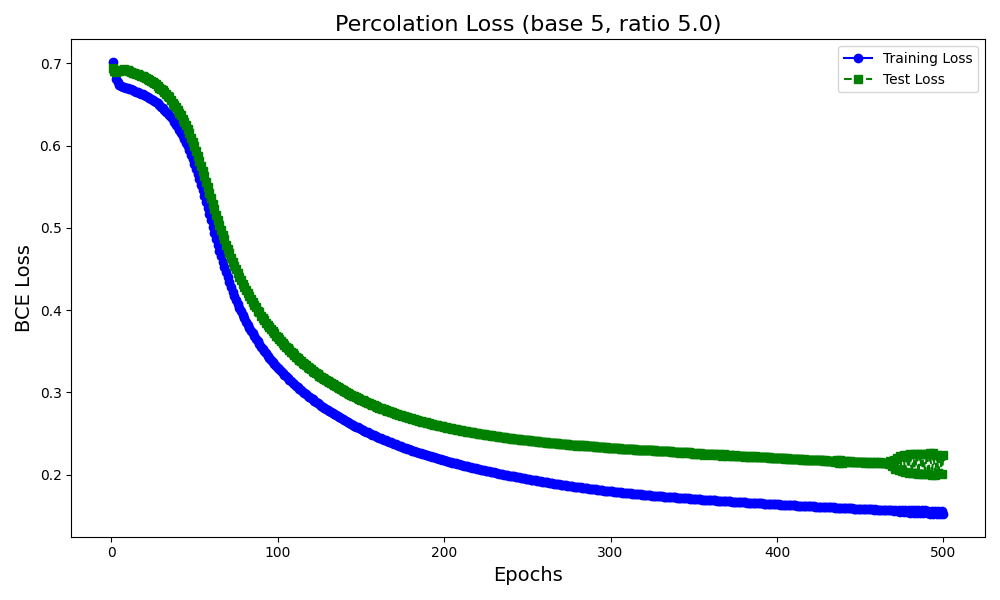 Percolation Loss (base 5, ratio 5.0)
Training Loss
Test Loss
BCE Loss
0.7
0.6
0.5
0.4
0.3
0.2
0 100 200 300 400 500
Epochs